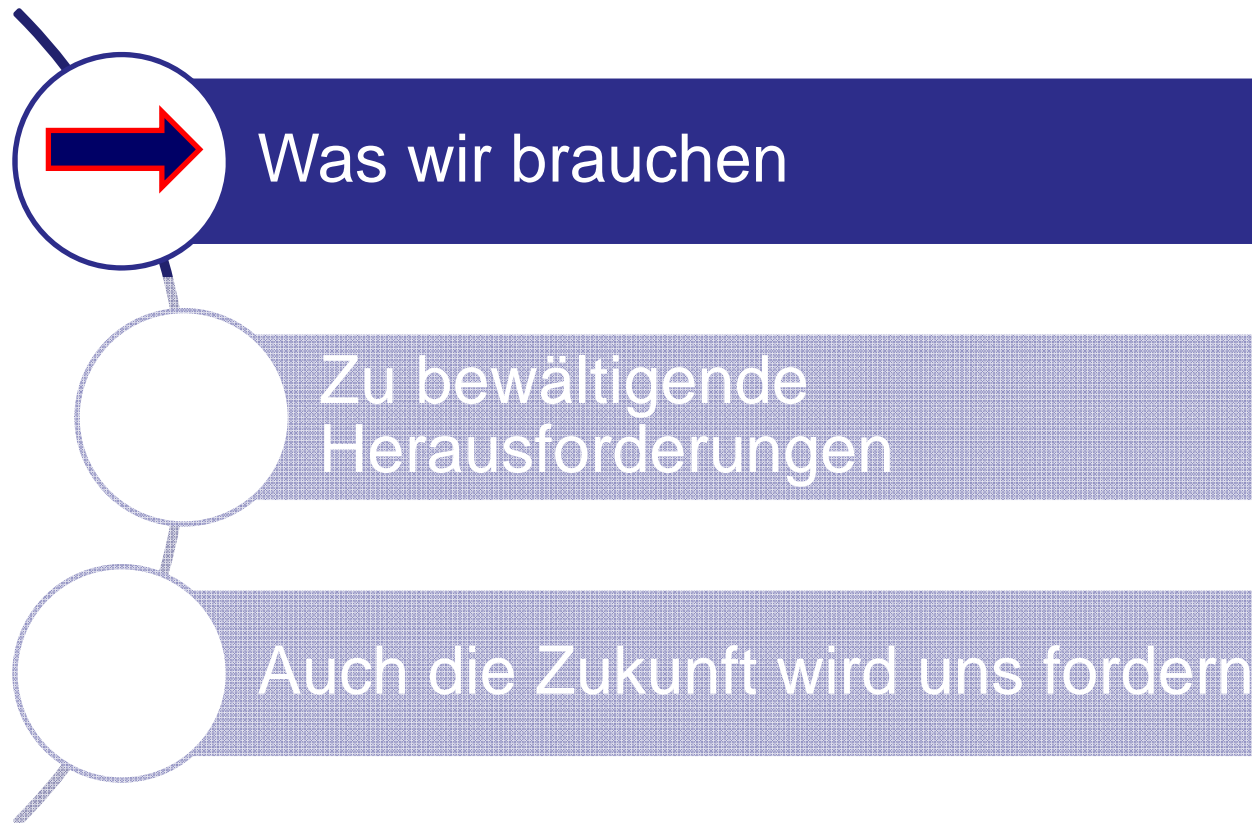 Was wir brauchen
Zu bewältigende
Herausforderungen
Auch die Zukunft wird uns fordern